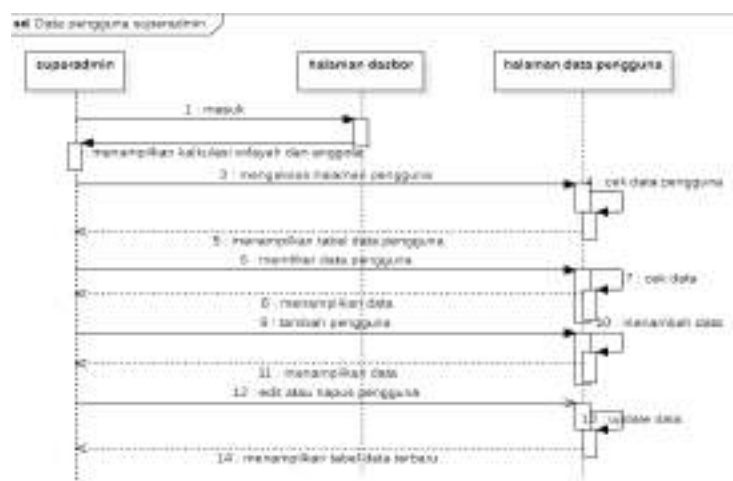 sd Data pengguna superadmin
superadmin
halaman dasbor
halaman data pengguna
1 : masuk
menampilkan kalkulasi wilayah dan anggota
3 : mengakses halaman pengguna
4 : cek data pengguna
5 : menampilkan tabel data pengguna
6 : memfilter data pengguna
7 : cek data
8 : menampilkan data
9 : tambah pengguna
10 : menambah data
11 : menampilkan data
12 : edit atau hapus pengguna
13 : update data
14 : menampilkan tabel data terbaru